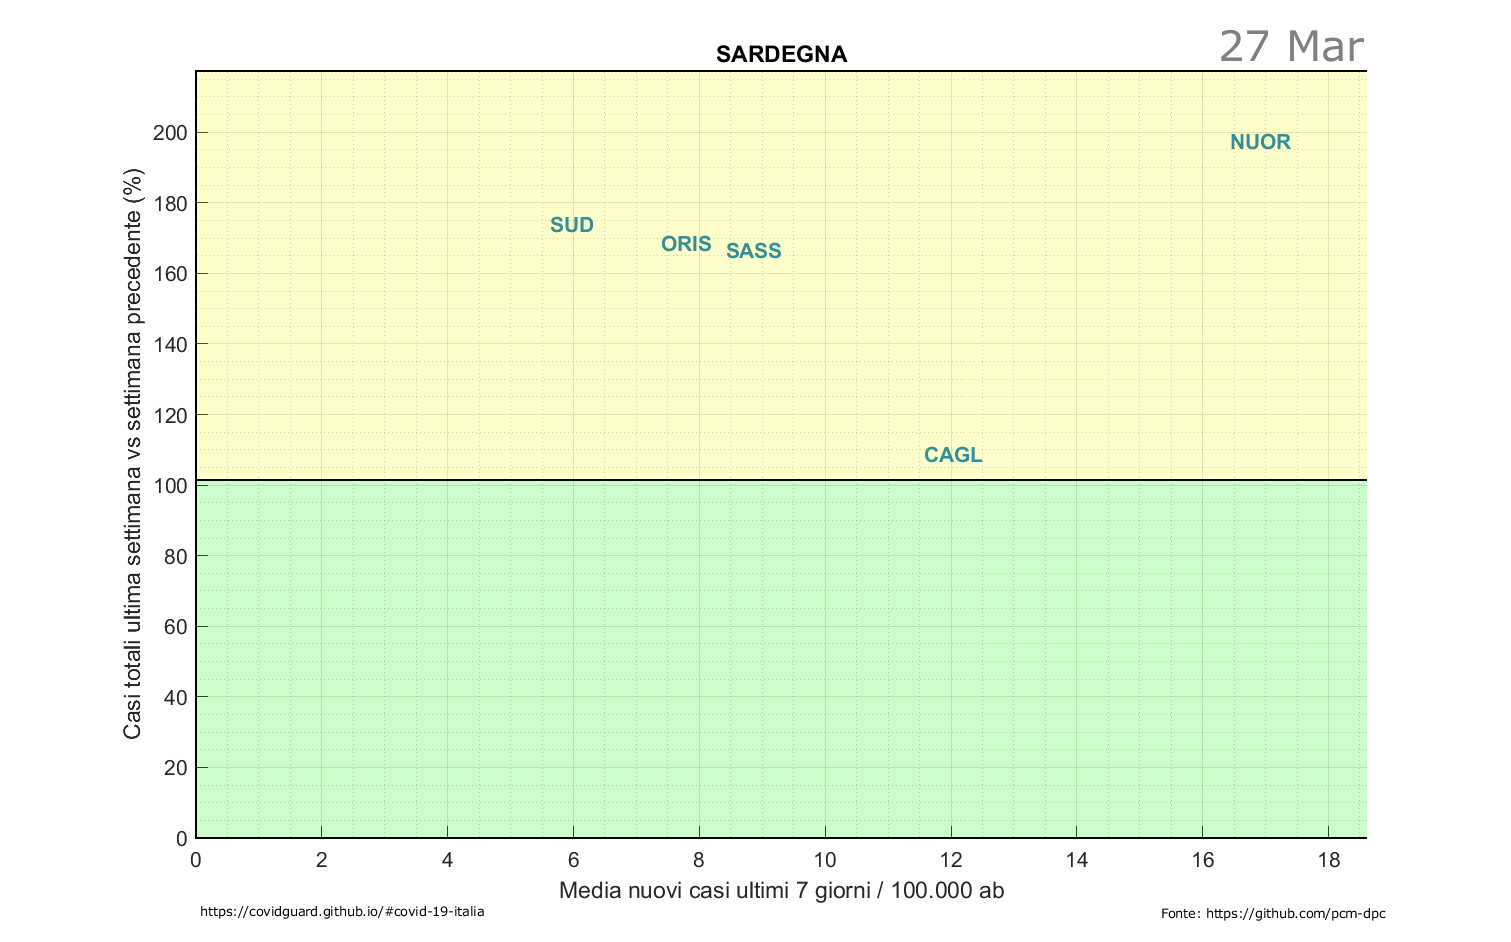 27 Mar
SARDEGNA
Casi totali ultima settimana vs settimana precedente (%)
200
180
160
140
120
100
80
60
40
20
0
NUOR
SUD
ORIS
SASS
CAGL
0 2 4 6 8 10 12 14 16 18
Media nuovi casi ultimi 7 giorni / 100.000 ab
https://covidguard.github.io/#covid-19-italia
Fonte: https://github.com/pcm-dpc